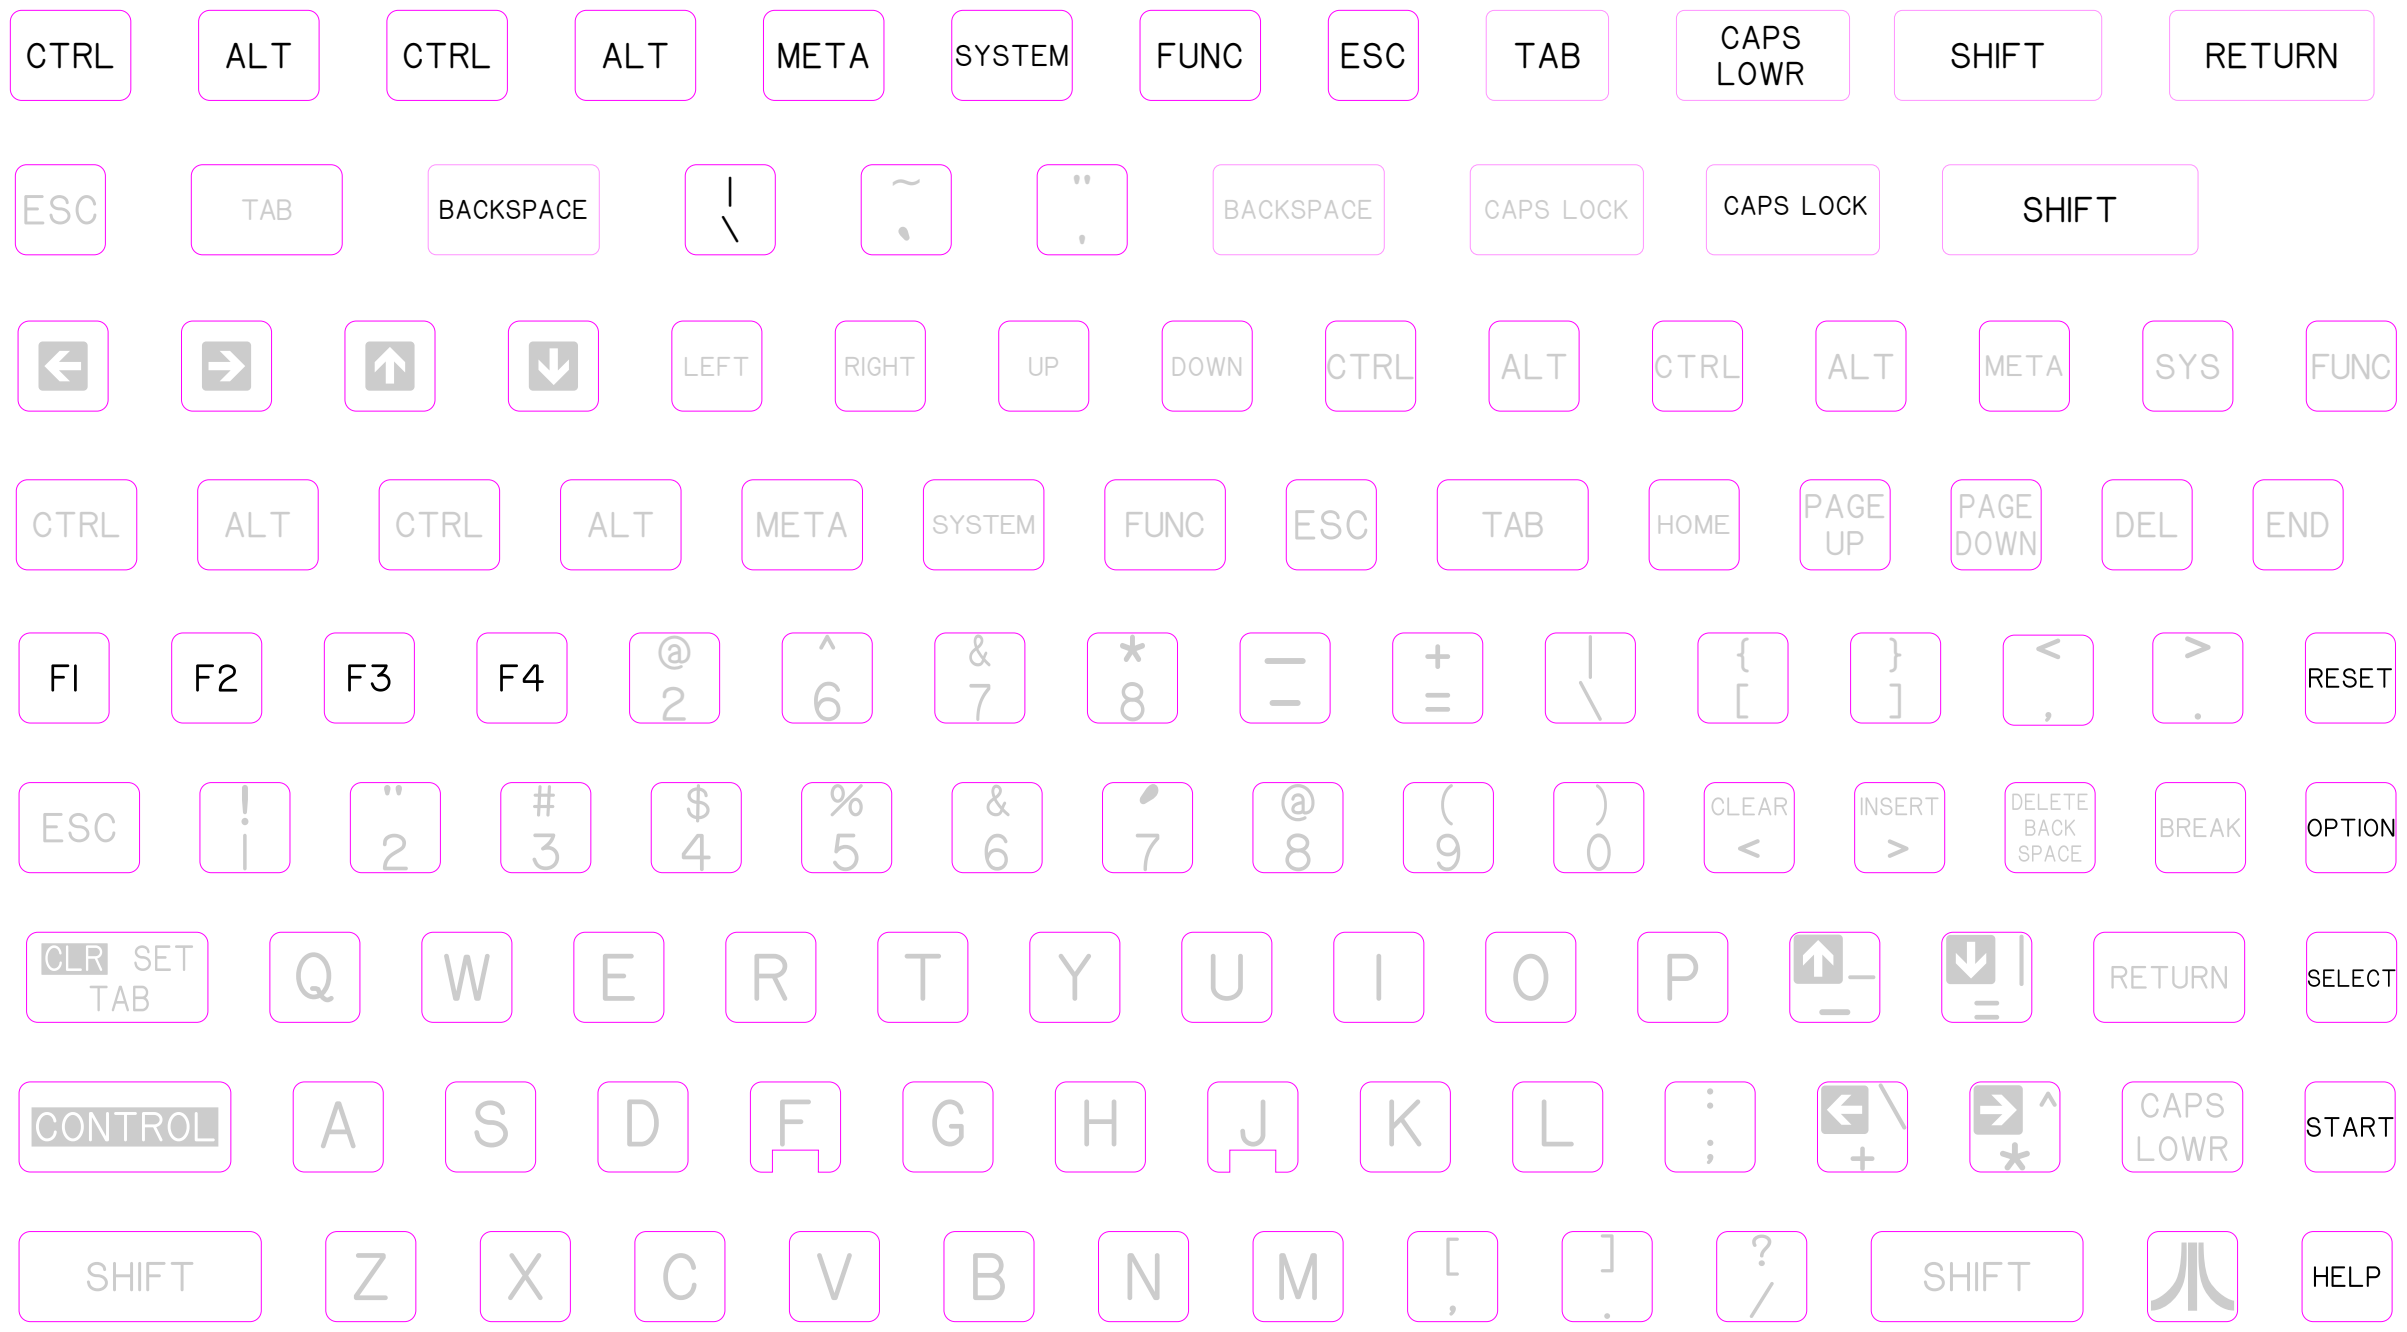 CTRL ALT CTRL ALT META SYSTEM FUNC ESC TAB CAPS LOWR SHIFT RETURN
ESC TAB BACKSPACE | \ ~ ` " ' BACKSPACE CAPS LOCK CAPS LOCK SHIFT
← → ↑ ↓ LEFT RIGHT UP DOWN CTRL ALT CTRL ALT META SYS FUNC
CTRL ALT CTRL ALT META SYSTEM FUNC ESC TAB HOME PAGE UP PAGE DOWN DEL END
F1 F2 F3 F4 @ 2 ^ 6 & 7 * 8 — - + = | \ { [ } ] < , > . RESET
ESC ! 1 " 2 # 3 $ 4 % 5 & 6 ' 7 @ 8 ( 9 ) 0 CLEAR < INSERT > DELETE BACK SPACE BREAK OPTION
CLR SET TAB Q W E R T Y U I O P ↑ _ - ↓ | = RETURN SELECT
CONTROL A S D F G H J K L : ; ← \ + → ^ * CAPS LOWR START
SHIFT Z X C V B N M [ , ] . ? / SHIFT HELP